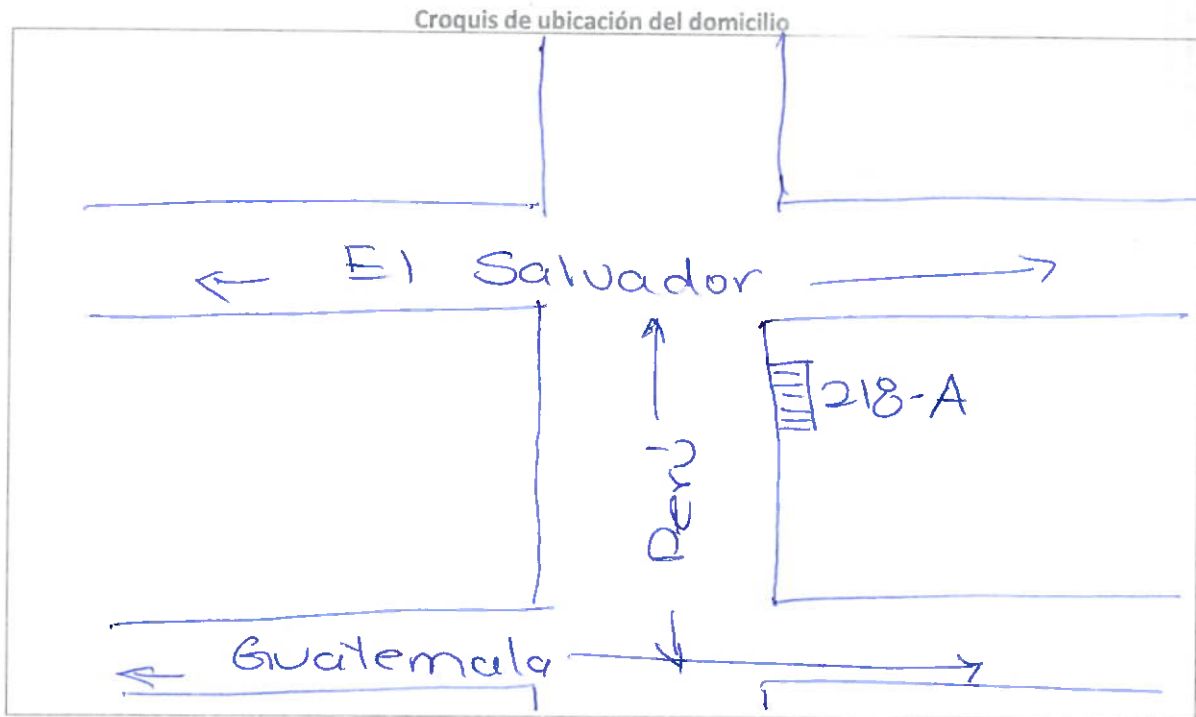 Croquis de ubicación del domicilio
El Salvador
218-A
Perú
Guatemala